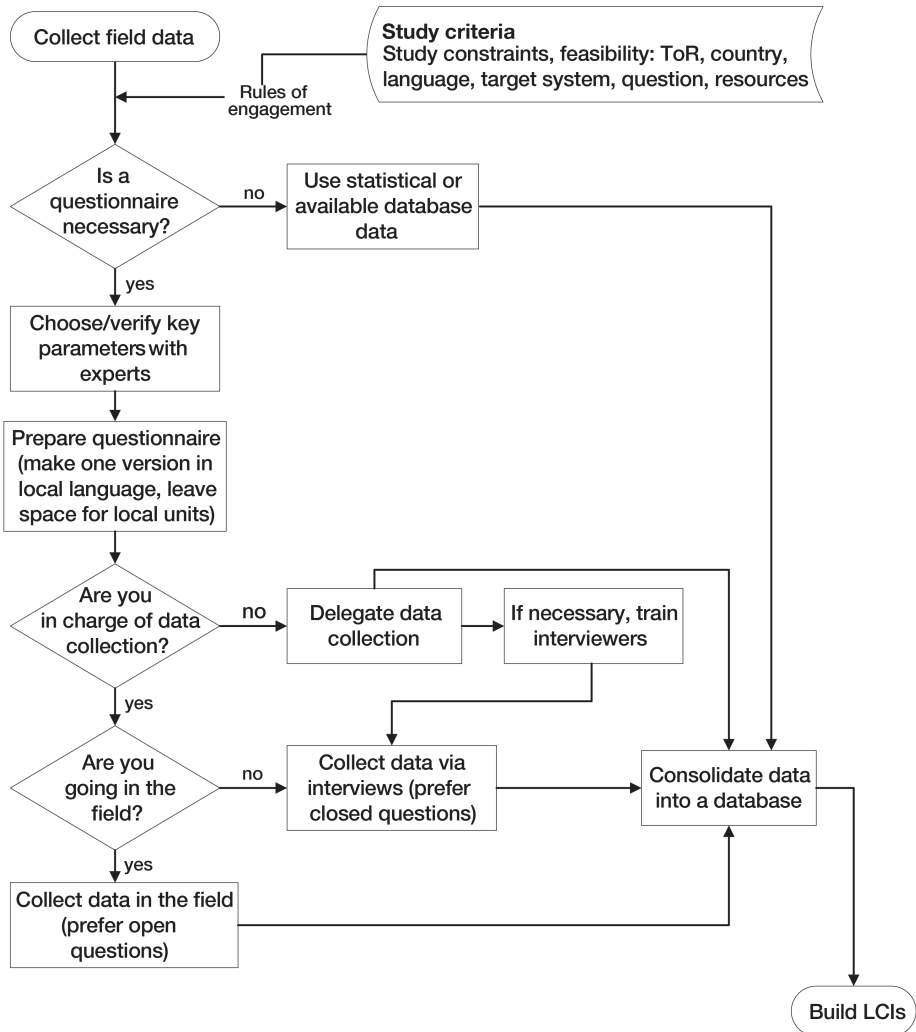 Collect field data
Study criteria
Study constraints, feasibility: ToR, country,
language, target system, question, resources
Rules of
engagement
Is a
questionnaire
necessary?
no
Use statistical or
available database
data
yes
Choose/verify key
parameters with
experts
Prepare questionnaire
(make one version in
local language, leave
space for local units)
Are you
in charge of data
collection?
no
Delegate data
collection
If necessary, train
interviewers
yes
Are you
going in the
field?
no
Collect data via
interviews (prefer
closed questions)
Consolidate data
into a database
yes
Collect data in the field
(prefer open
questions)
Build LCIs